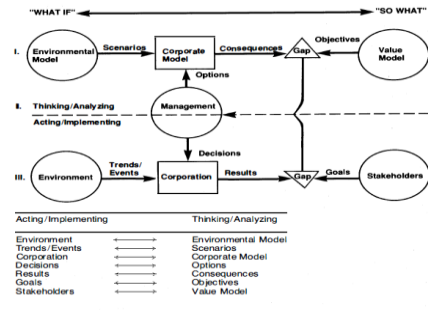 "WHAT IF" "SO WHAT"
I. Environmental Model Scenarios Corporate Model Consequences Gap Objectives Value Model
Options
II. Thinking/Analyzing Management
Acting/Implementing
Decisions
III. Environment Trends/Events Corporation Results Gap Goals Stakeholders
Acting/Implementing Thinking/Analyzing
Environment Environmental Model
Trends/Events Scenarios
Corporation Corporate Model
Decisions Options
Results Consequences
Goals Objectives
Stakeholders Value Model